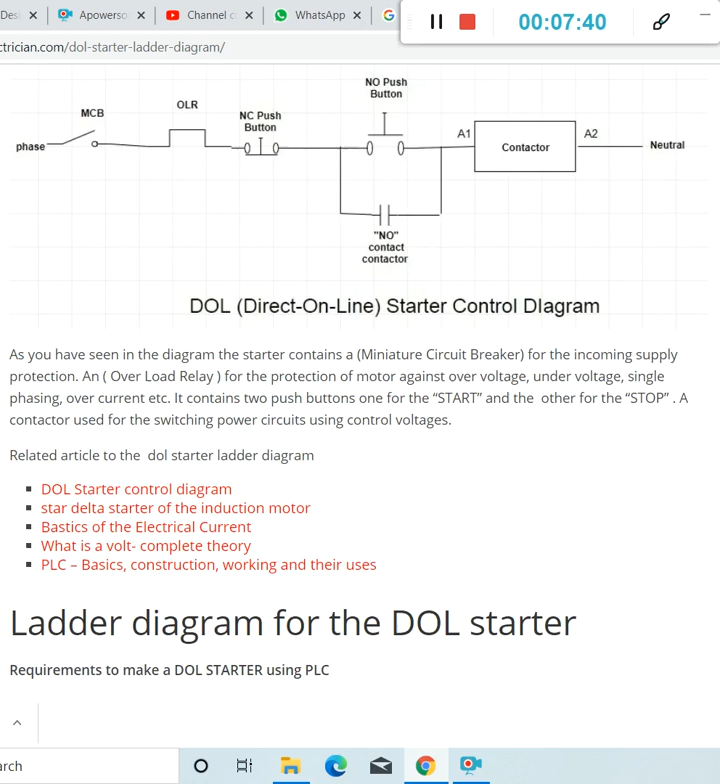 Des
Apowerso
Channel c
WhatsApp
00:07:40
ctrician.com/dol-starter-ladder-diagram/
NO Push
Button
MCB
OLR
NC Push
Button
phase
A1
Contactor
A2
Neutral
"NO"
contact
contactor
DOL (Direct-On-Line) Starter Control DIagram
As you have seen in the diagram the starter contains a (Miniature Circuit Breaker) for the incoming supply
protection. An ( Over Load Relay ) for the protection of motor against over voltage, under voltage, single
phasing, over current etc. It contains two push buttons one for the “START” and the other for the “STOP” . A
contactor used for the switching power circuits using control voltages.
Related article to the dol starter ladder diagram
DOL Starter control diagram
star delta starter of the induction motor
Bastics of the Electrical Current
What is a volt- complete theory
PLC – Basics, construction, working and their uses
Ladder diagram for the DOL starter
Requirements to make a DOL STARTER using PLC
arch